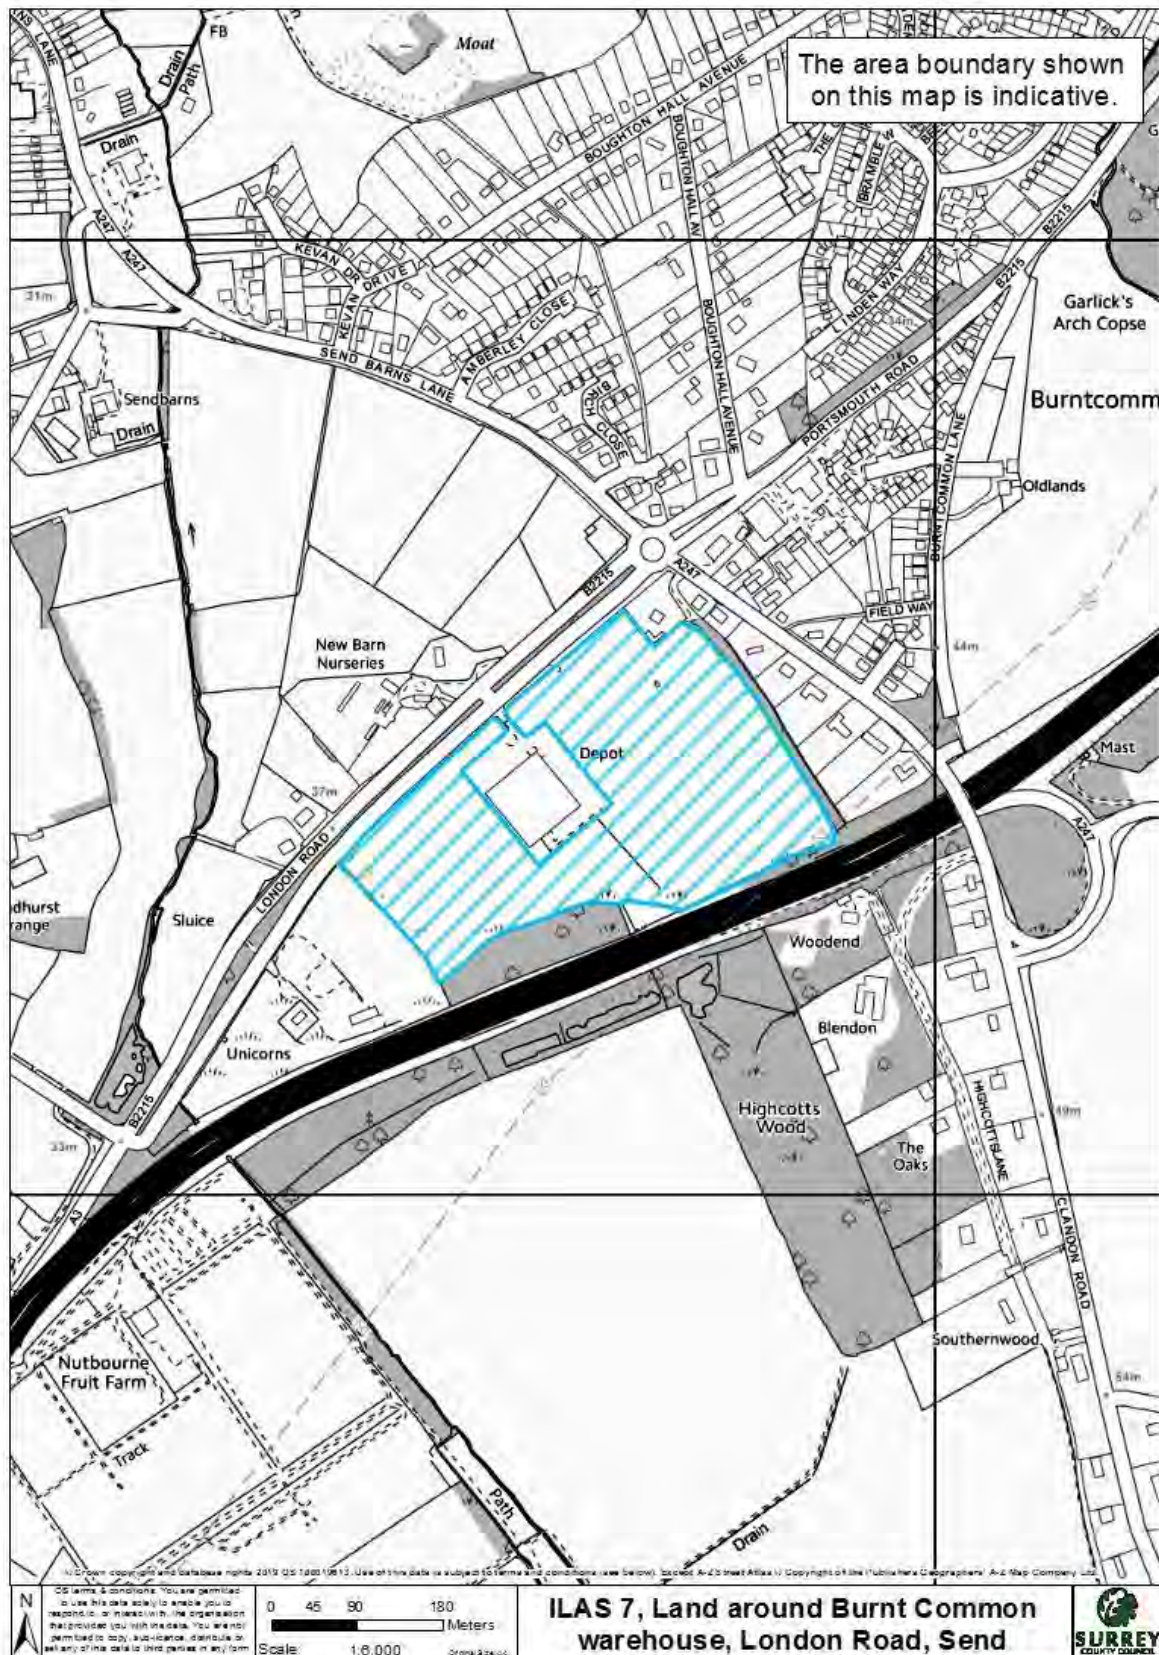 The area boundary shown
on this map is indicative.
Moat
FB
Drain
Path
Drain
BOUGHTON HALL AVENUE
BOUGHTON HALL AV
BRAMBLE W
A247
A247
KEVAN DR
KEVAN DRIVE
AMBERLEY CLOSE
BIRCH CLOSE
SEND BARNS LANE
BOUGHTON HALL AVENUE
LINDEN WAY
B2215
B2215
31m
Garlick's
Arch Copse
PORTSMOUTH ROAD
Burntcomm
Sendbarns
Drain
BURNTCOMMON LANE
Oldlands
B2215
A247
FIELD WAY
New Barn
Nurseries
44m
Depot
Mast
37m
A247
LONDON ROAD
dhurst
range
Sluice
Woodend
Blendon
Unicorns
B2215
33m
Highcotts
Wood
HIGHCOTTS LANE
49m
The
Oaks
A3
CLANDON ROAD
Southernwood
54m
Nutbourne
Fruit Farm
Track
Path
Drain
N
0 45 90 180
Meters
Scale: 1:6,000
ILAS 7, Land around Burnt Common
warehouse, London Road, Send
SURREY
COUNTY COUNCIL